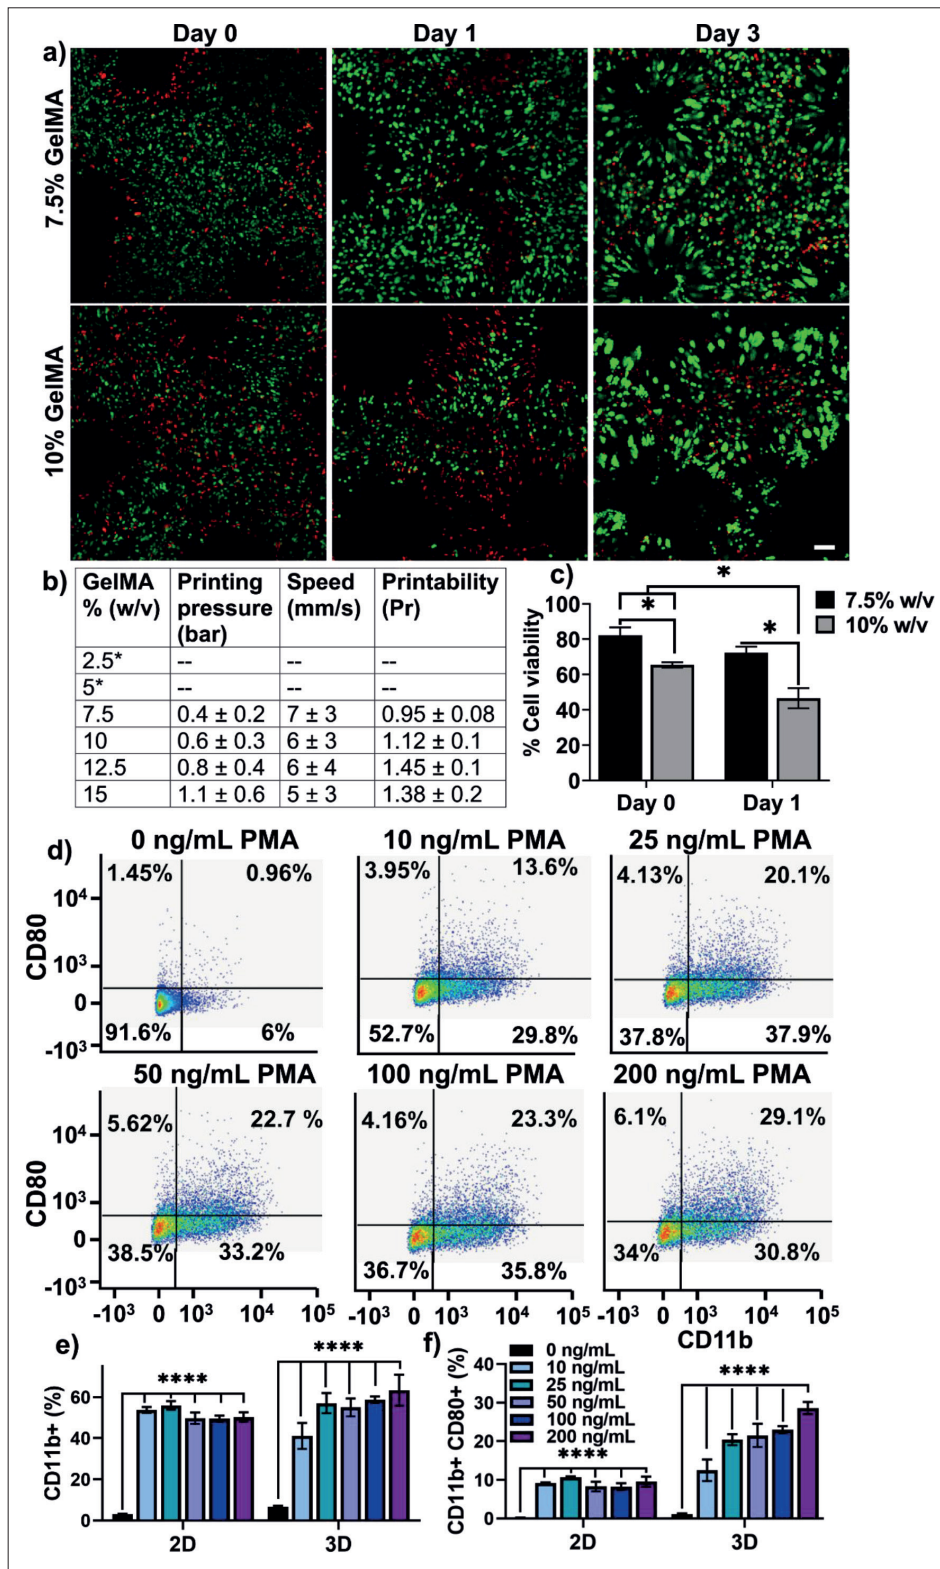 Day 0 Day 1 Day 3
a)
7.5% GelMA
10% GelMA
b)
GelMA % (w/v) Printing pressure (bar) Speed (mm/s) Printability (Pr)
2.5* -- -- --
5* -- -- --
7.5 0.4 ± 0.2 7 ± 3 0.95 ± 0.08
10 0.6 ± 0.3 6 ± 3 1.12 ± 0.1
12.5 0.8 ± 0.4 6 ± 4 1.45 ± 0.1
15 1.1 ± 0.6 5 ± 3 1.38 ± 0.2
c)
% Cell viability
100
80
60
40
20
0
* * *
7.5% w/v
10% w/v
Day 0 Day 1
d)
0 ng/mL PMA 10 ng/mL PMA 25 ng/mL PMA
1.45% 0.96% 3.95% 13.6% 4.13% 20.1%
CD80
10⁴
10³
0
-10³
91.6% 6% 52.7% 29.8% 37.8% 37.9%
50 ng/mL PMA 100 ng/mL PMA 200 ng/mL PMA
5.62% 22.7 % 4.16% 23.3% 6.1% 29.1%
CD80
10⁴
10³
0
-10³
38.5% 33.2% 36.7% 35.8% 34% 30.8%
-10³ 0 10³ 10⁴ 10⁵ -10³ 0 10³ 10⁴ 10⁵ -10³ 0 10³ 10⁴ 10⁵
CD11b
e)
CD11b+ (%)
60
40
20
0
**** ****
2D 3D
f)
CD11b+ CD80+ (%)
40
30
20
10
0
0 ng/mL
10 ng/mL
25 ng/mL
50 ng/mL
100 ng/mL
200 ng/mL
**** ****
2D 3D